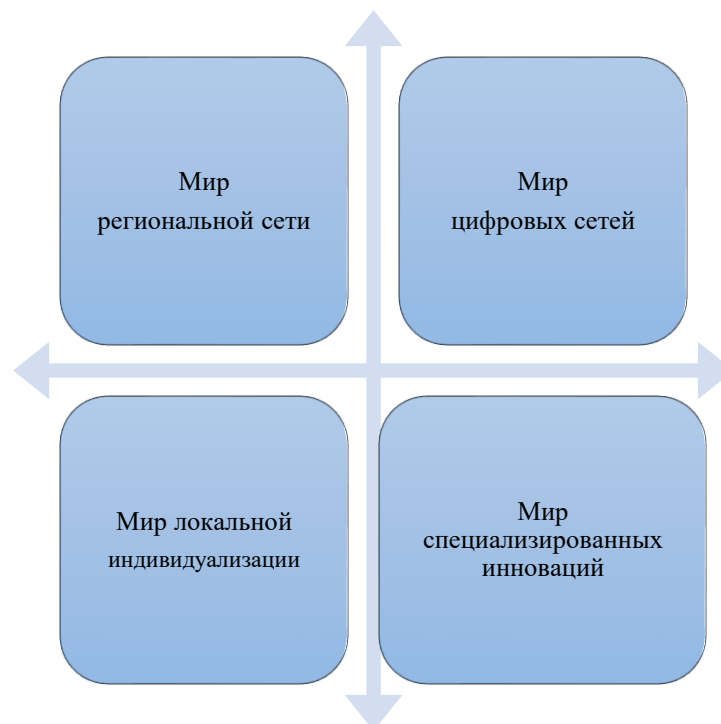 Мир
региональной сети
Мир
цифровых сетей
Мир локальной
индивидуализации
Мир
специализированных
инноваций